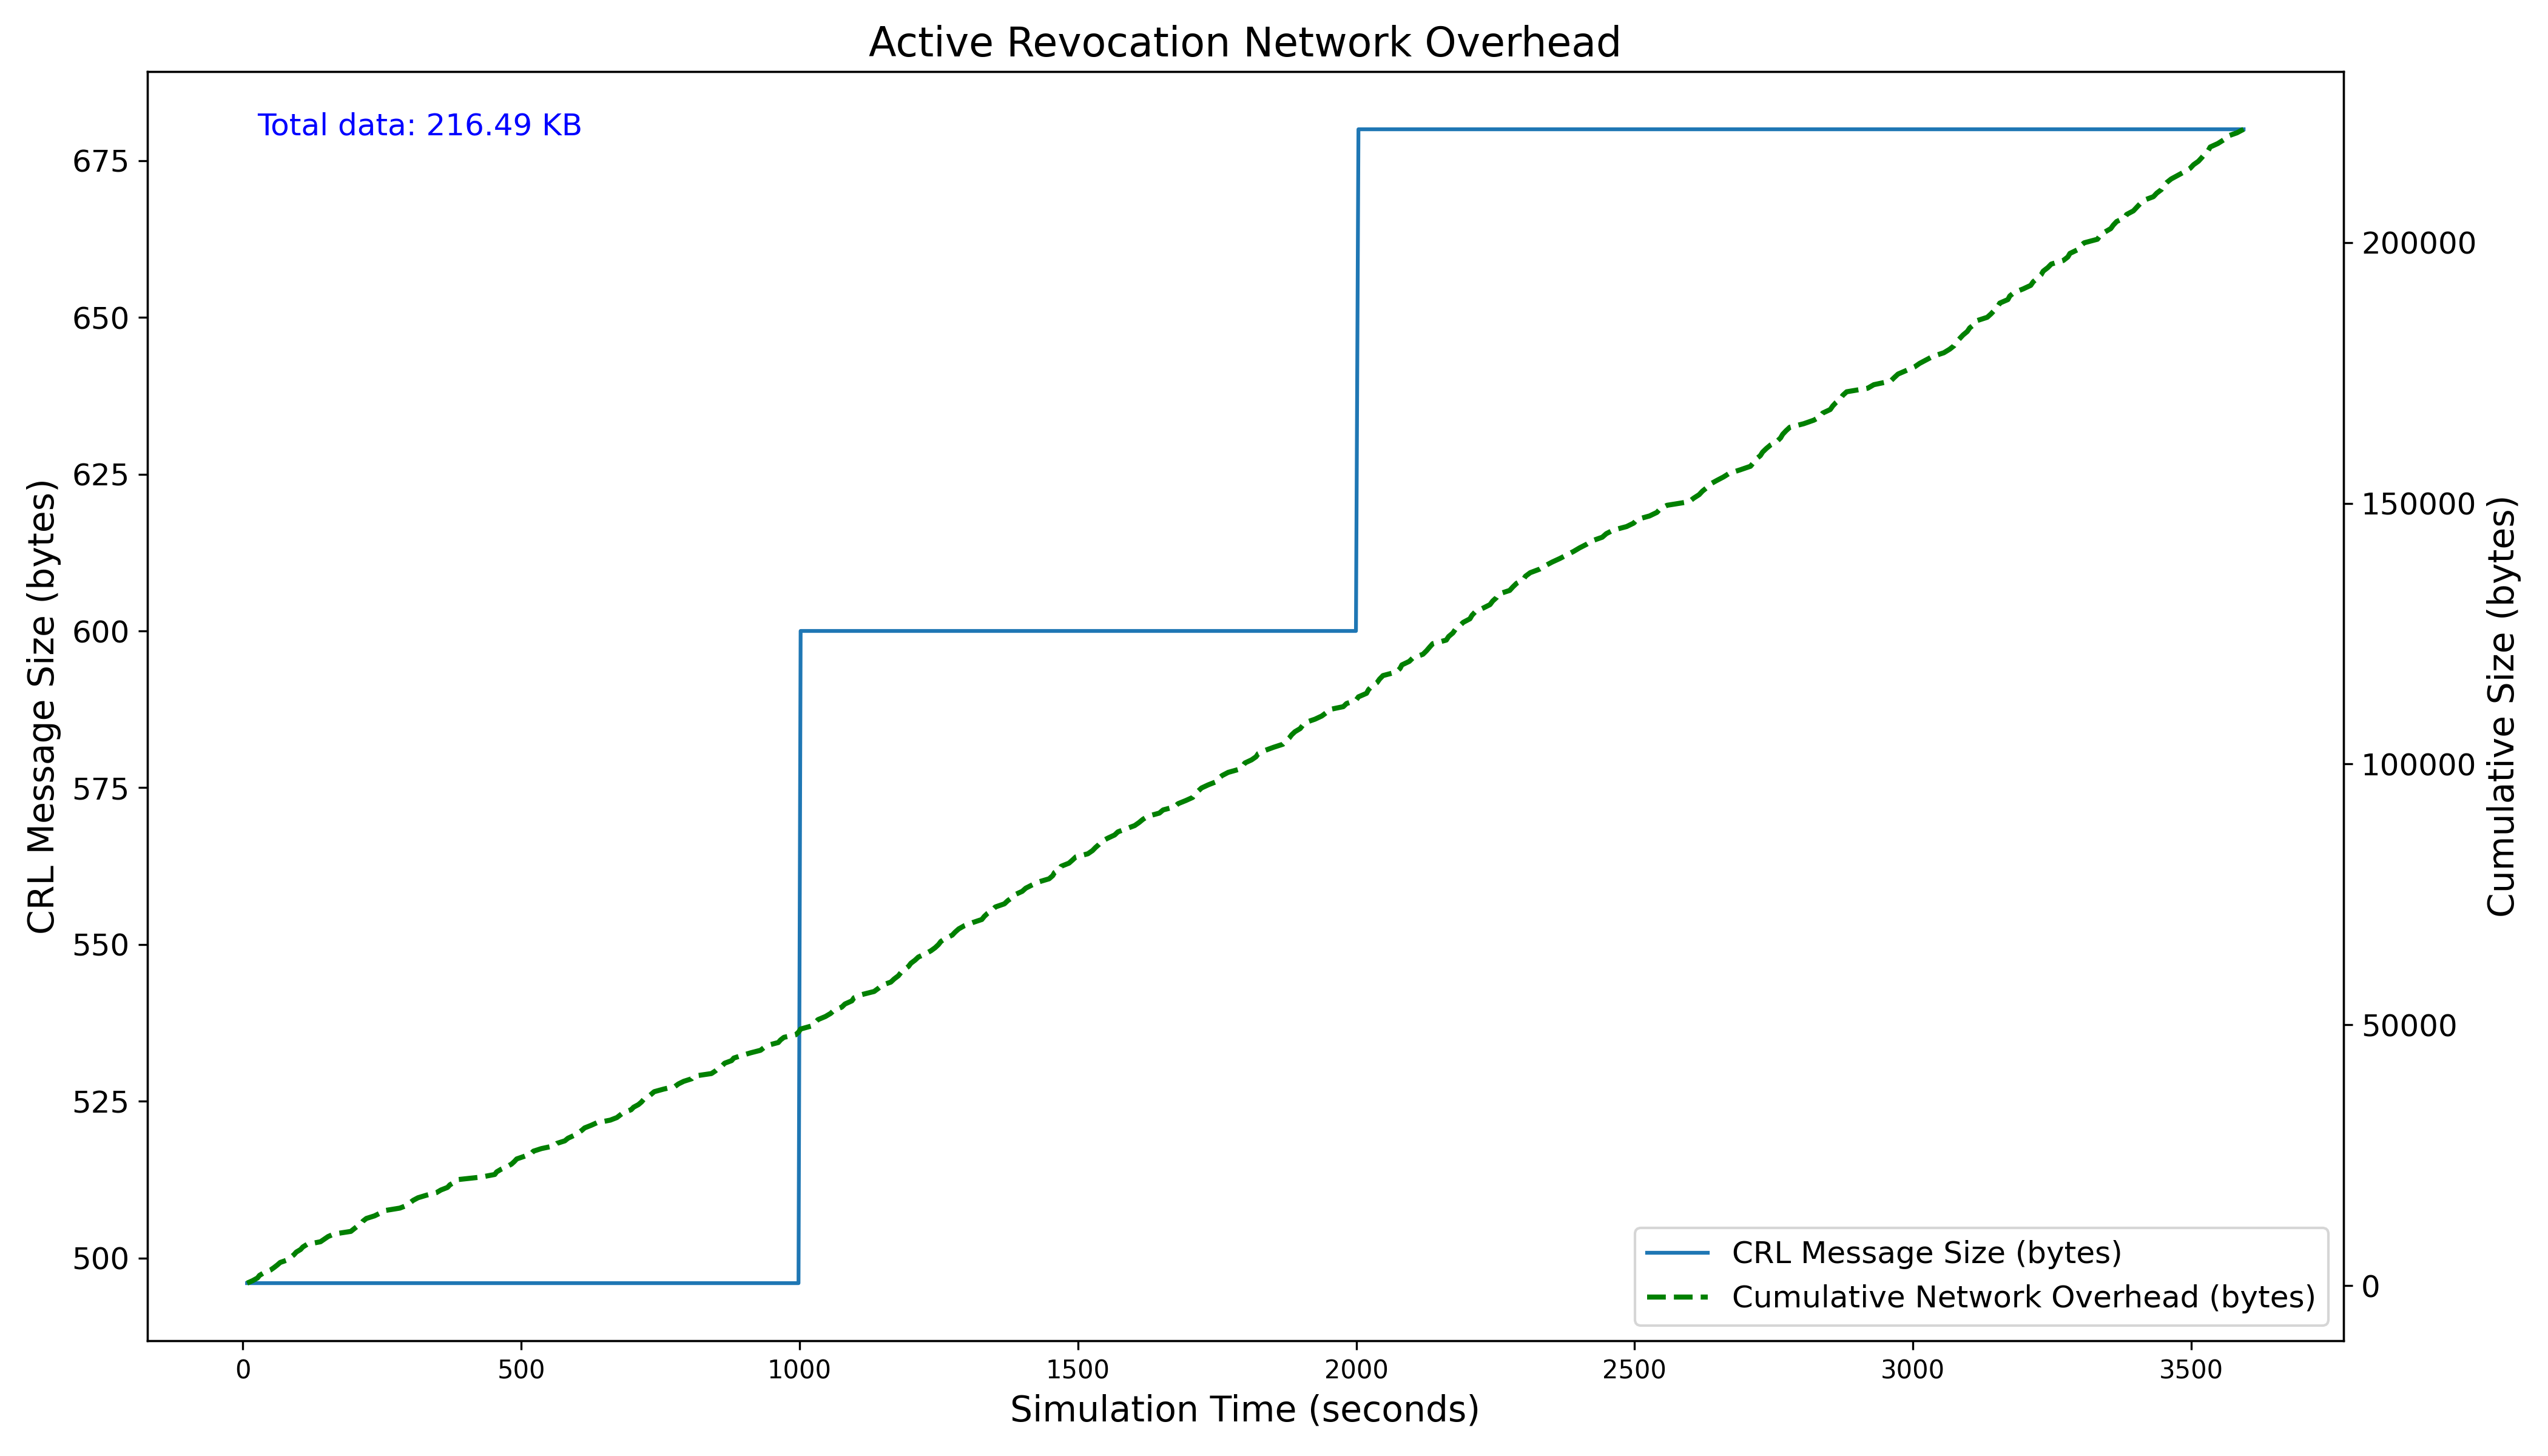 Active Revocation Network Overhead
Total data: 216.49 KB
675
650
625
600
575
550
525
500
CRL Message Size (bytes)
200000
150000
100000
50000
0
Cumulative Size (bytes)
CRL Message Size (bytes)
Cumulative Network Overhead (bytes)
0 500 1000 1500 2000 2500 3000 3500
Simulation Time (seconds)